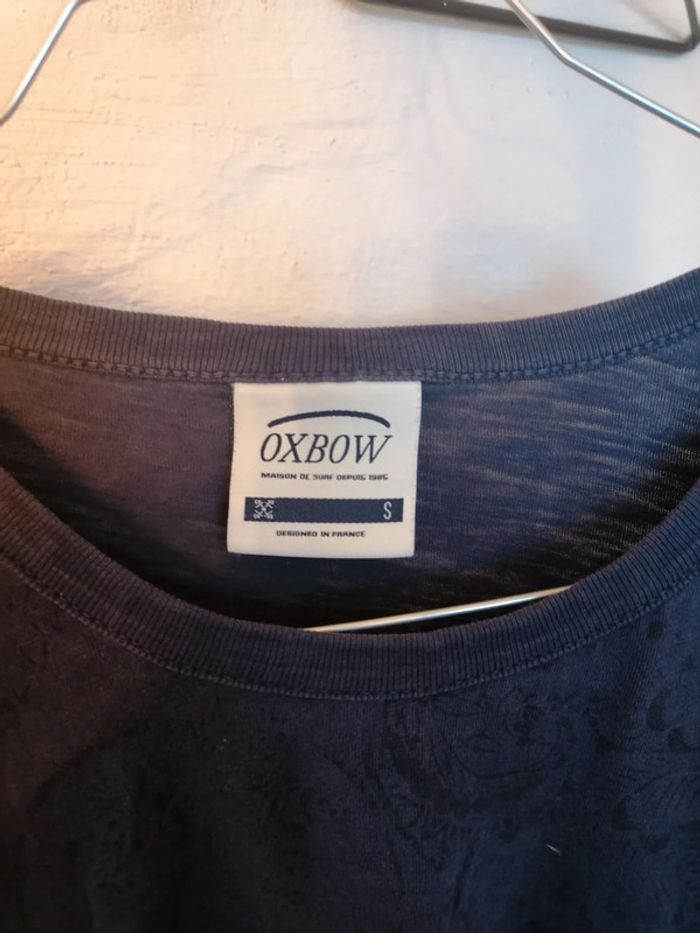 OXBOW
MAISON DE SURF DEPUIS 1985
S
DESIGNED IN FRANCE